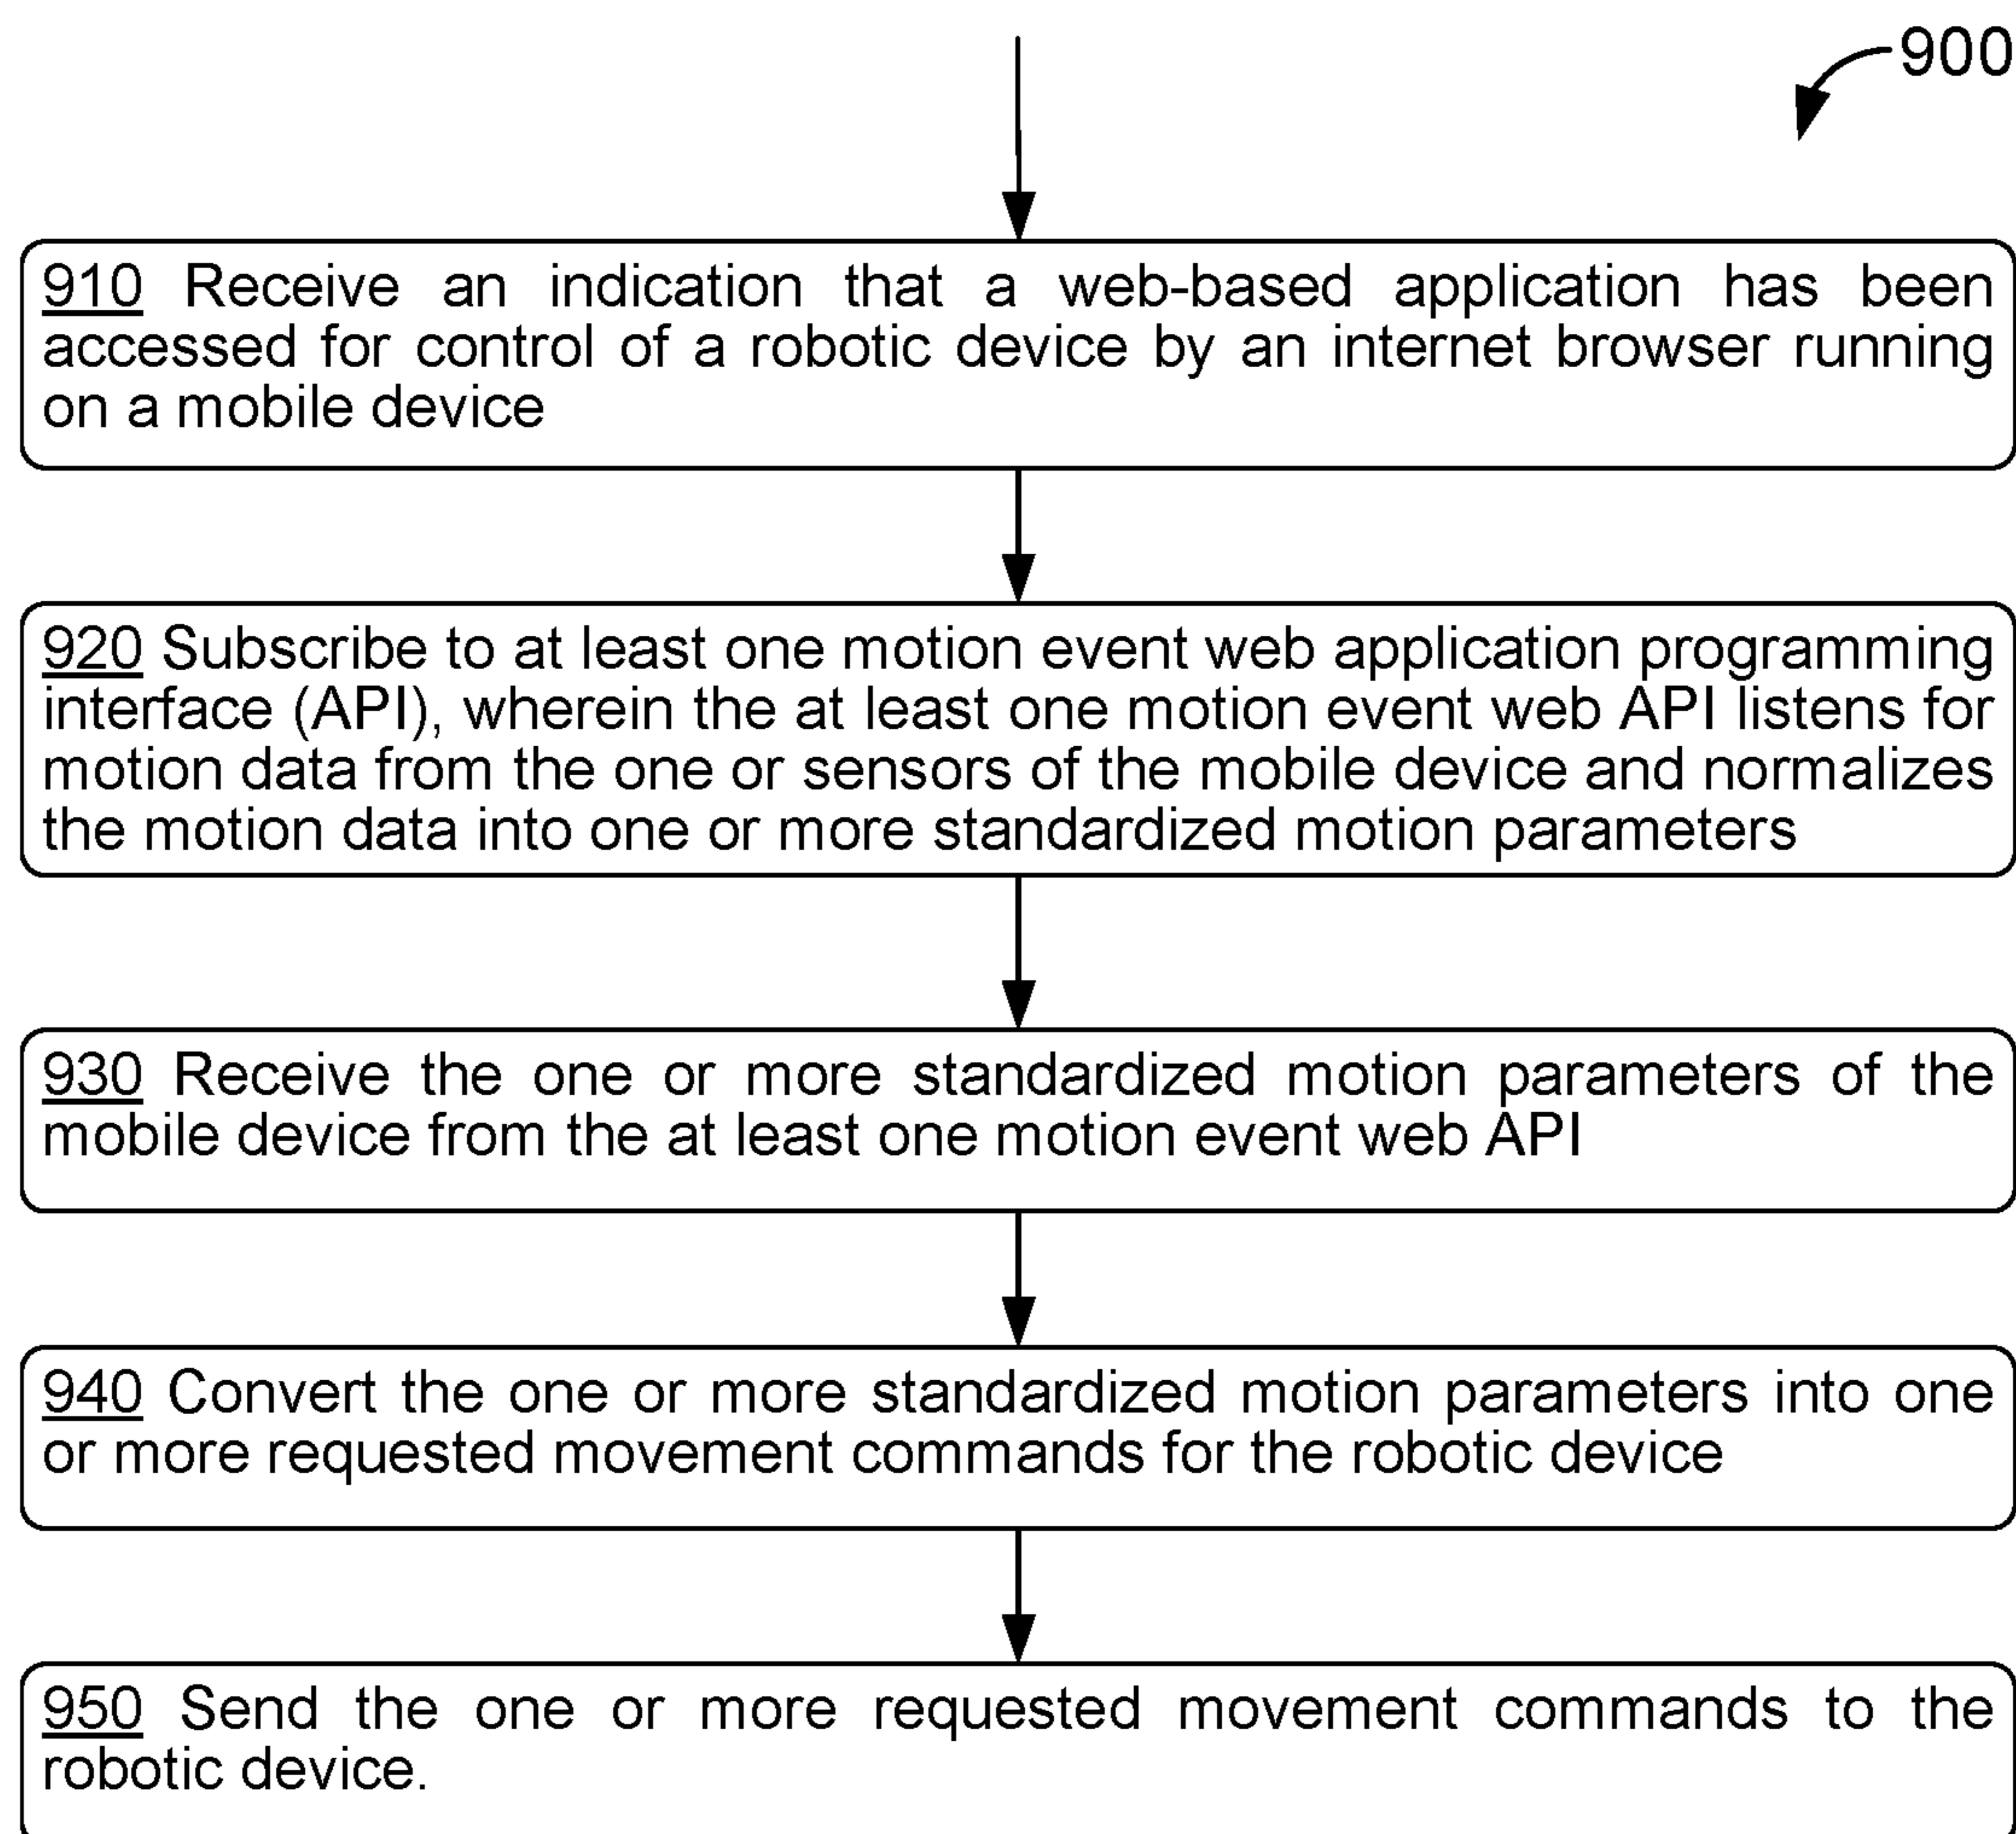 900
910 Receive an indication that a web-based application has been
accessed for control of a robotic device by an internet browser running
on a mobile device
920 Subscribe to at least one motion event web application programming
interface (API), wherein the at least one motion event web API listens for
motion data from the one or sensors of the mobile device and normalizes
the motion data into one or more standardized motion parameters
930 Receive the one or more standardized motion parameters of the
mobile device from the at least one motion event web API
940 Convert the one or more standardized motion parameters into one
or more requested movement commands for the robotic device
950 Send the one or more requested movement commands to the
robotic device.